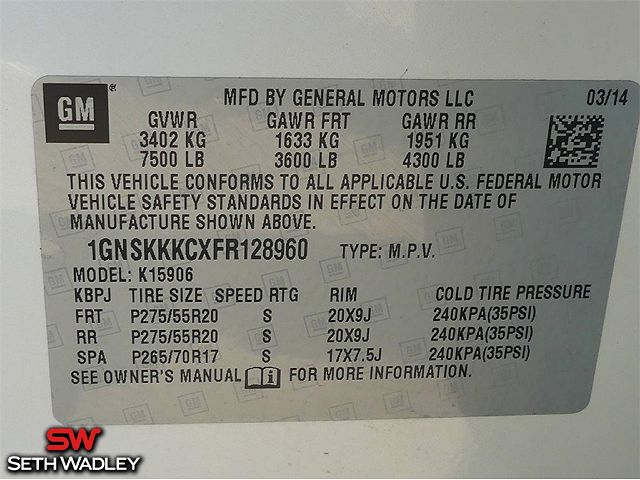 GM ®
MFD BY GENERAL MOTORS LLC 03/14
GVWR GAWR FRT GAWR RR
3402 KG 1633 KG 1951 KG
7500 LB 3600 LB 4300 LB
THIS VEHICLE CONFORMS TO ALL APPLICABLE U.S. FEDERAL MOTOR
VEHICLE SAFETY STANDARDS IN EFFECT ON THE DATE OF
MANUFACTURE SHOWN ABOVE.
1GNSKKKCXFR128960 TYPE: M.P.V.
MODEL: K15906
KBPJ TIRE SIZE SPEED RTG RIM COLD TIRE PRESSURE
FRT P275/55R20 S 20X9J 240KPA(35PSI)
RR P275/55R20 S 20X9J 240KPA(35PSI)
SPA P265/70R17 S 17X7.5J 240KPA(35PSI)
SEE OWNER'S MANUAL FOR MORE INFORMATION.
SW
SETH WADLEY